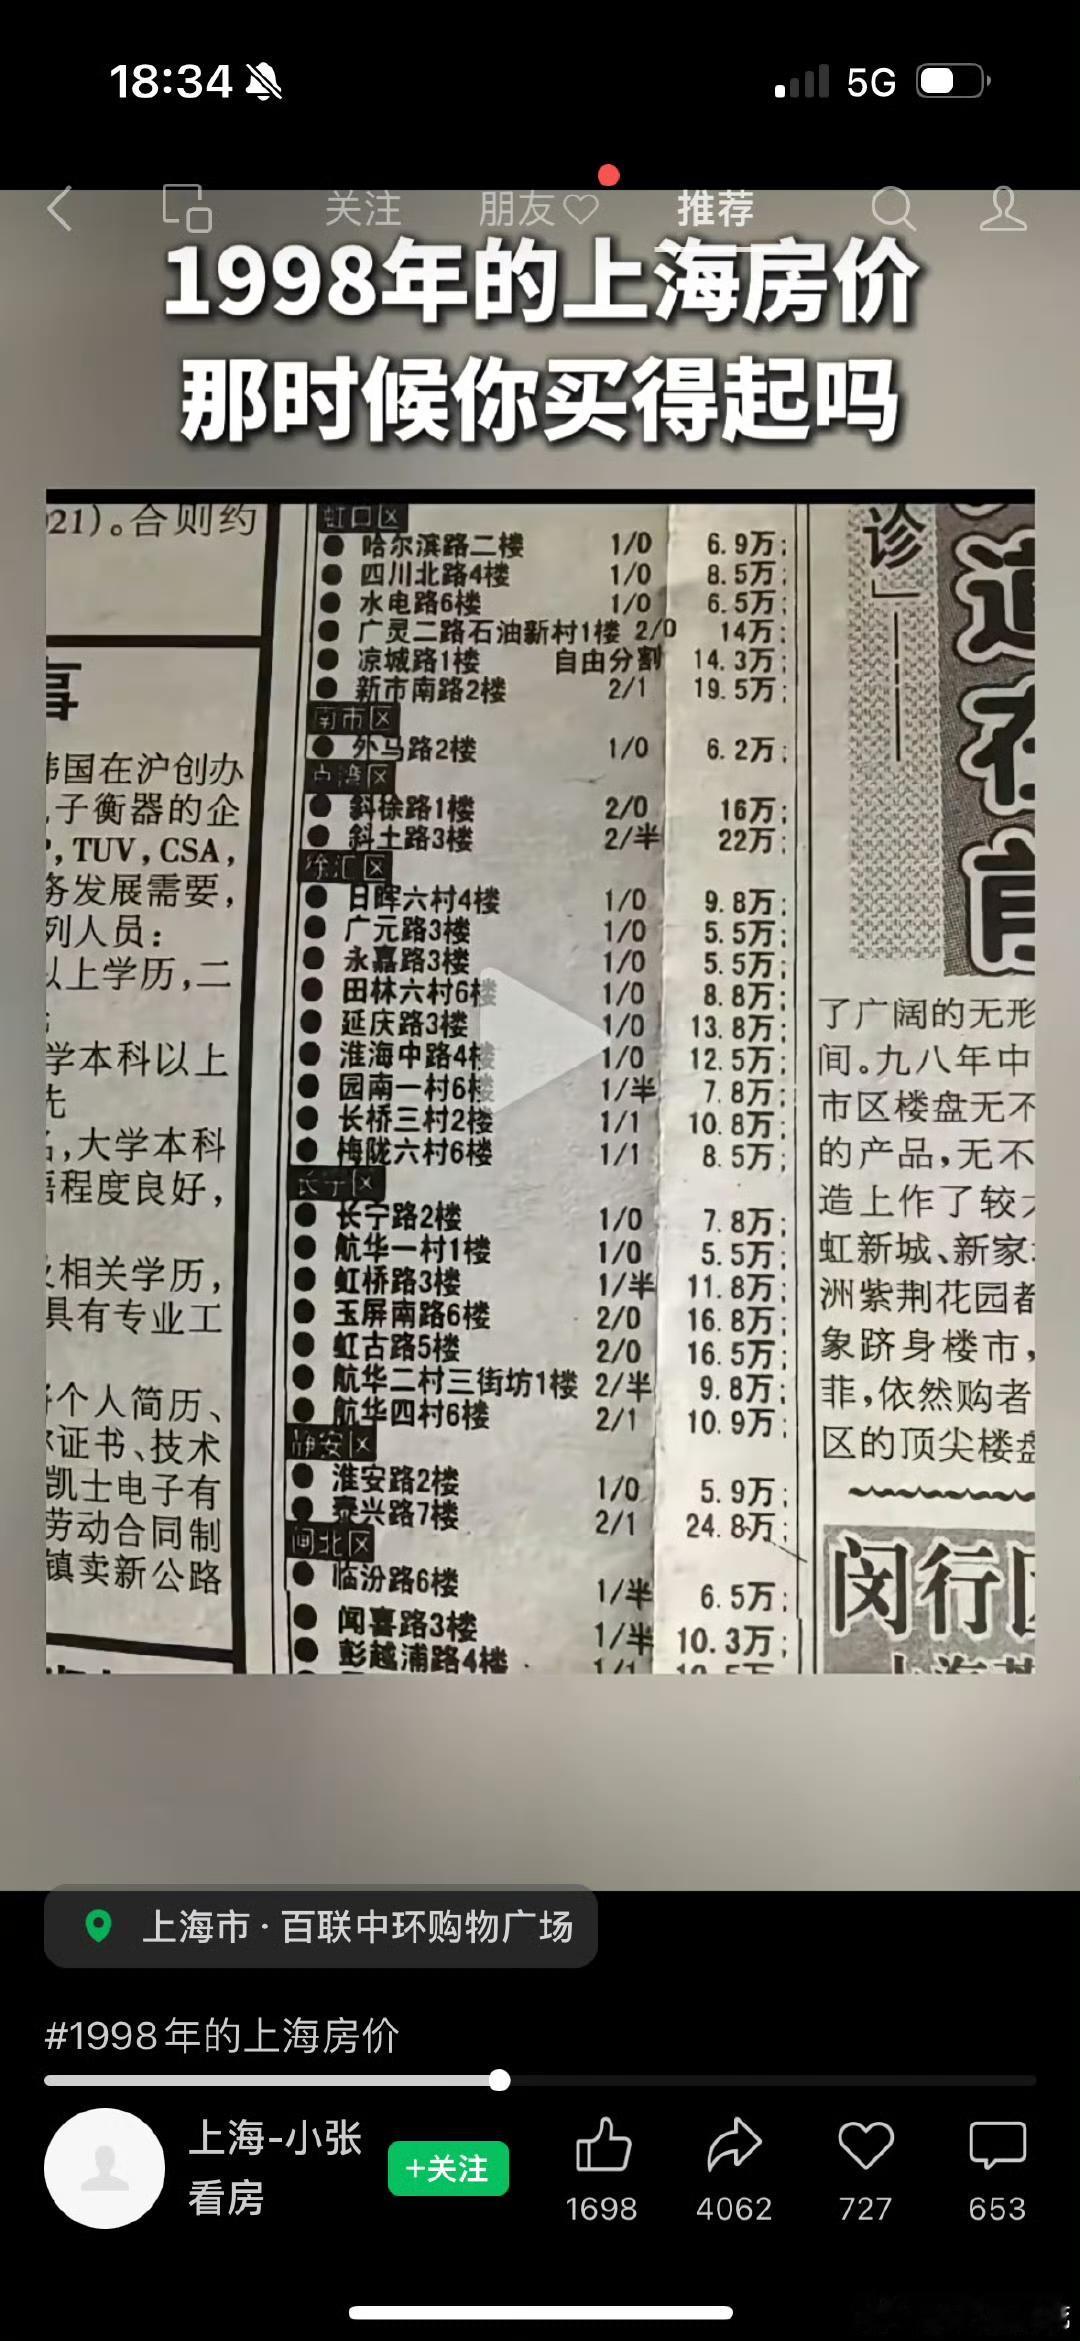 18:34
5G
关注
朋友
推荐
1998年的上海房价
那时候你买得起吗
21)。合则约
韩国在沪创办
子衡器的企
,TUV,CSA,
务发展需要,
列人员:
以上学历,二
学本科以上
先
,大学本科
程度良好,
相关学历,
具有专业工
个人简历、
证书、技术
凯士电子有
劳动合同制
镇卖新公路
虹口区
哈尔滨路二楼 1/0 6.9万;
四川北路4楼 1/0 8.5万;
水电路6楼 1/0 6.5万;
广灵二路石油新村1楼 2/0 14万;
凉城路1楼 自由分割 14.3万;
新市南路2楼 2/1 19.5万;
南市区
外马路2楼 1/0 6.2万;
卢湾区
斜徐路1楼 2/0 16万;
斜土路3楼 2/半 22万;
徐汇区
日晖六村4楼 1/0 9.8万;
广元路3楼 1/0 5.5万;
永嘉路3楼 1/0 5.5万;
田林六村6楼 1/0 8.8万;
延庆路3楼 1/0 13.8万;
淮海中路4楼 1/0 12.5万;
园南一村6楼 1/半 7.8万;
长桥三村2楼 1/1 10.8万;
梅陇六村6楼 1/1 8.5万;
长宁区
长宁路2楼 1/0 7.8万;
航华一村1楼 1/0 5.5万;
虹桥路3楼 1/半 11.8万;
玉屏南路6楼 2/0 16.8万;
虹古路5楼 2/0 16.5万;
航华二村三街坊1楼 2/半 9.8万;
航华四村6楼 2/1 10.9万;
静安区
淮安路2楼 1/0 5.9万;
泰兴路7楼 2/1 24.8万;
闸北区
临汾路6楼 1/半 6.5万;
闻喜路3楼 1/半 10.3万;
彭越浦路4楼 1/1
诊」——
道在
了广阔的无形
间。九八年中
市区楼盘无不
的产品,无不
造上作了较
虹新城、新家
洲紫荆花园都
象跻身楼市,
菲,依然购者
区的顶尖楼盘
闵行区
上海市·百联中环购物广场
#1998年的上海房价
上海-小张
看房
+关注
1698
4062
727
653